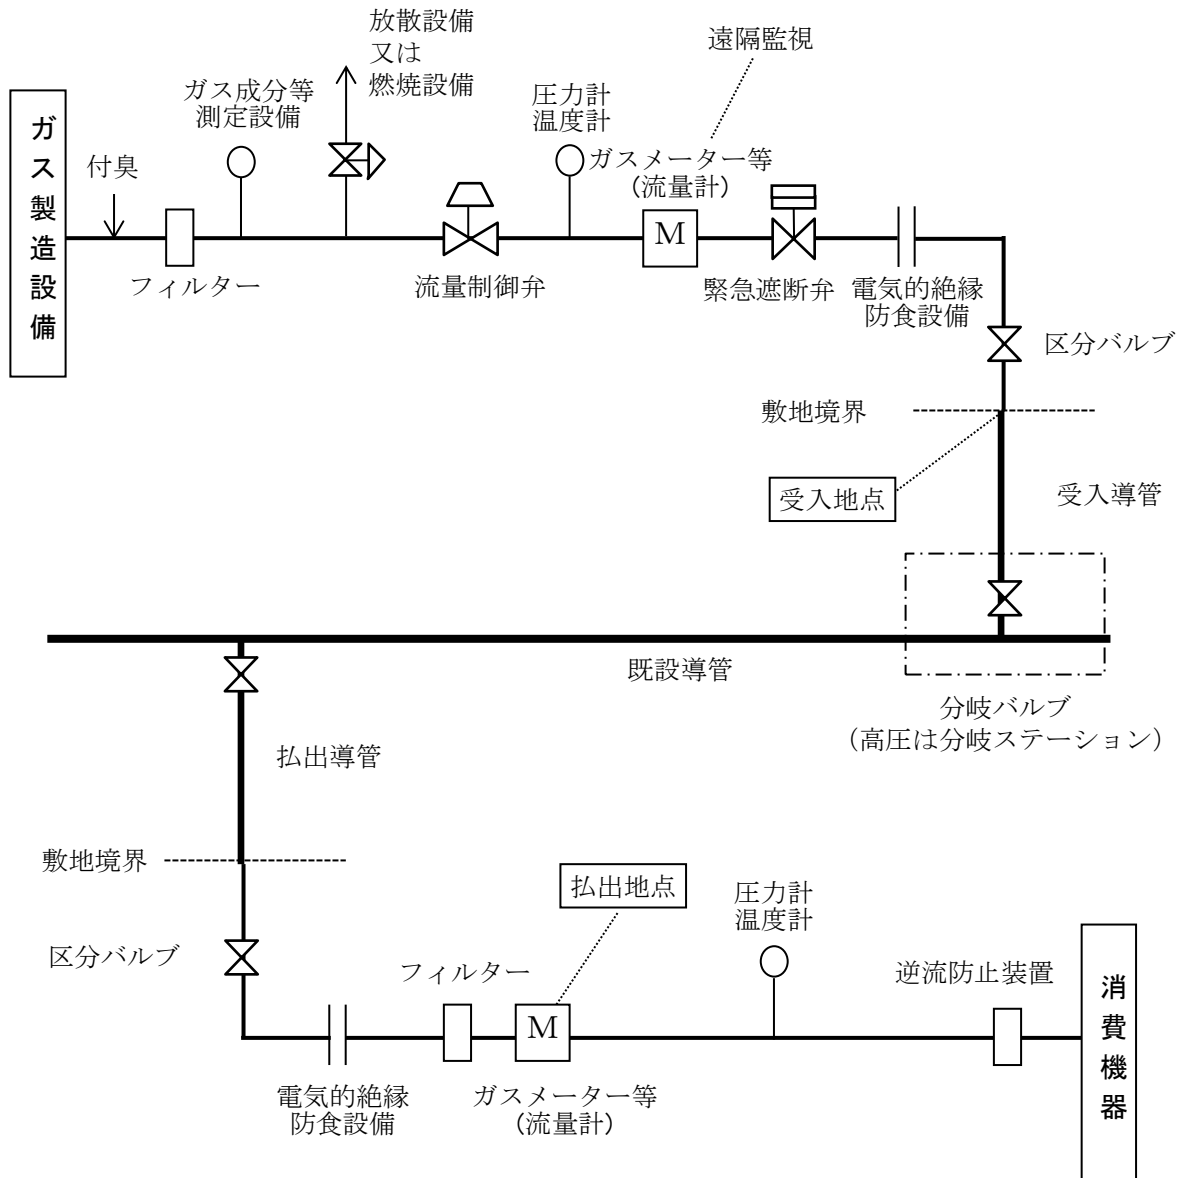 放散設備
又は
燃焼設備
遠隔監視
ガス成分等
測定設備
圧力計
温度計
ガス製造設備
付臭
ガスメーター等
（流量計）
M
フィルター
流量制御弁
緊急遮断弁
電気的絶縁
防食設備
区分バルブ
敷地境界
受入地点
受入導管
既設導管
分岐バルブ
（高圧は分岐ステーション）
払出導管
敷地境界
払出地点
圧力計
温度計
区分バルブ
フィルター
逆流防止装置
消費機器
M
電気的絶縁
防食設備
ガスメーター等
（流量計）